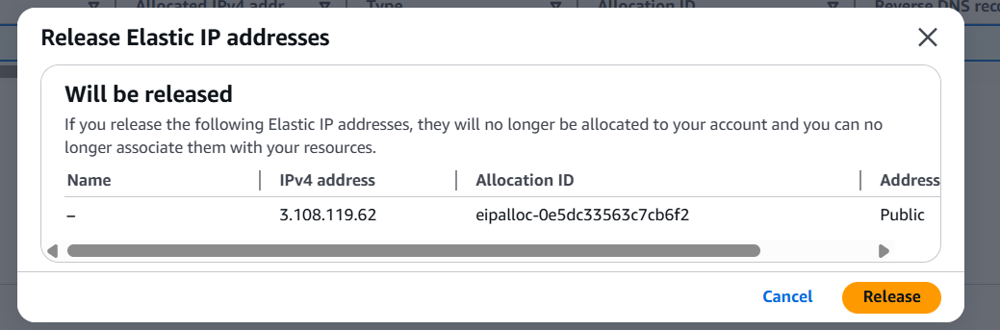 Allocated IPv4 addr
Type
Allocation ID
Reverse DNS reco
Release Elastic IP addresses
Will be released
If you release the following Elastic IP addresses, they will no longer be allocated to your account and you can no
longer associate them with your resources.
Name
IPv4 address
Allocation ID
Address
–
3.108.119.62
eipalloc-0e5dc33563c7cb6f2
Public
Cancel
Release